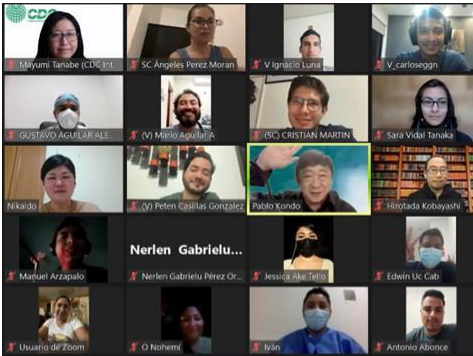 CDC
Mayumi Tanabe (CDC Int
SC Ángeles Perez Moran
V Ignacio Luna
V_carloseggn
GUSTAVO AGUILAR ALE...
(V) Mario Aguilar A
(SC) CRISTIAN MARTIN
Sara Vidal Tanaka
Nikaido
(V) Peten Casillas Gonzalez
Pablo Kondo
Hirotada Kobayashi
Manuel Arzapalo
Nerlen Gabrielu...
Nerlen Gabrielu Pérez Or...
Jessica Ake Tello
Edwin Uc Cab
Usuario de Zoom
O Nohemí
Iván
Antonio Abonce